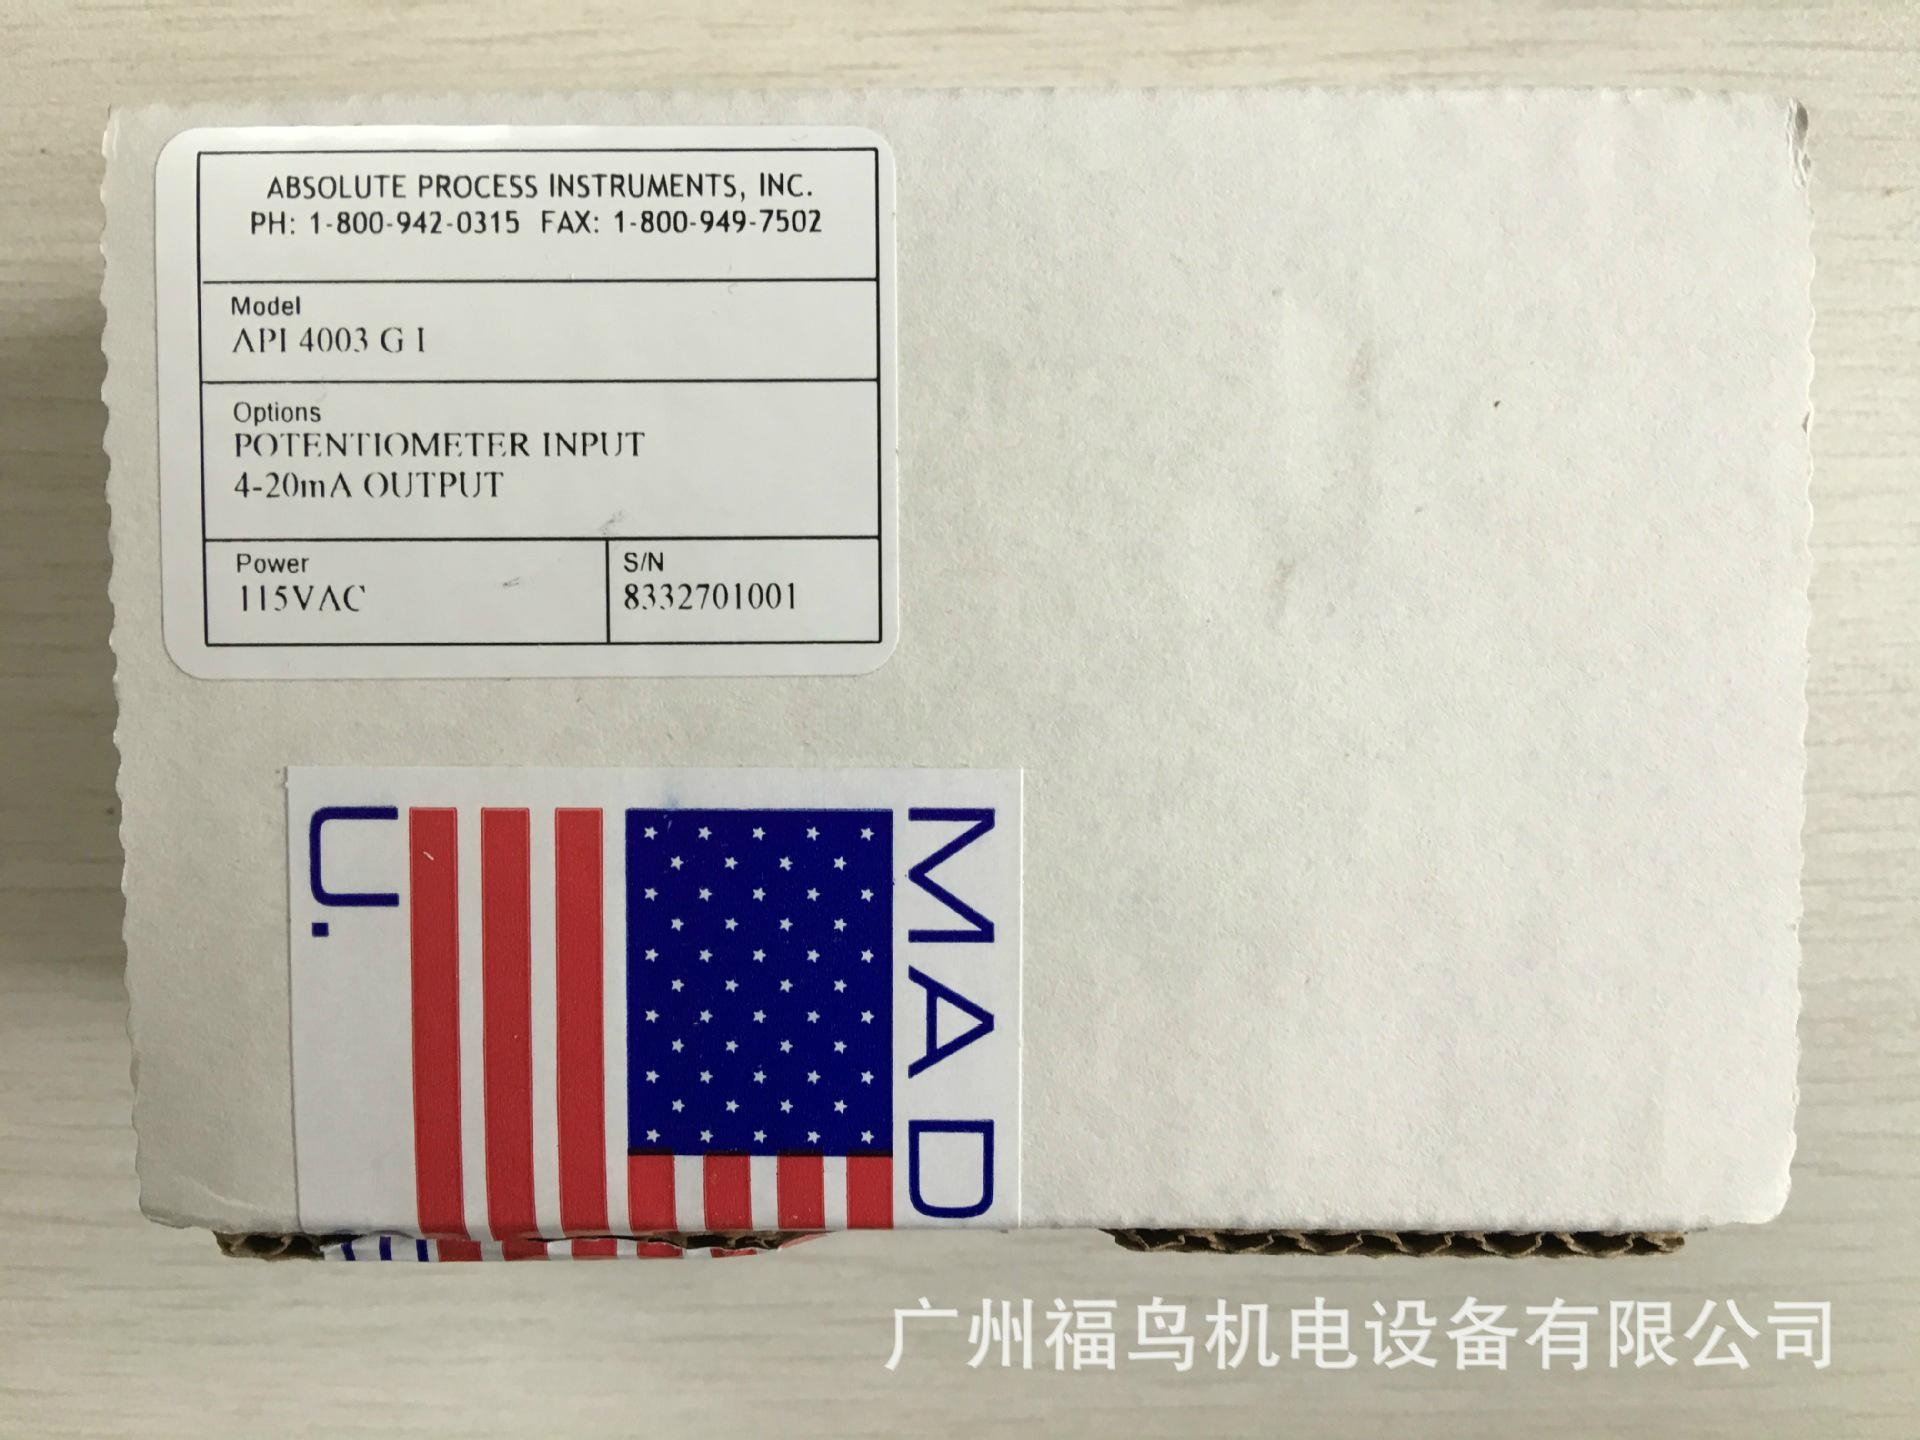 ABSOLUTE PROCESS INSTRUMENTS, INC.
PH: 1-800-942-0315 FAX: 1-800-949-7502
Model
API 4003 G I
Options
POTENTIOMETER INPUT
4-20mA OUTPUT
Power
115VAC
S/N
8332701001
MAD
U.
广州福鸟机电设备有限公司